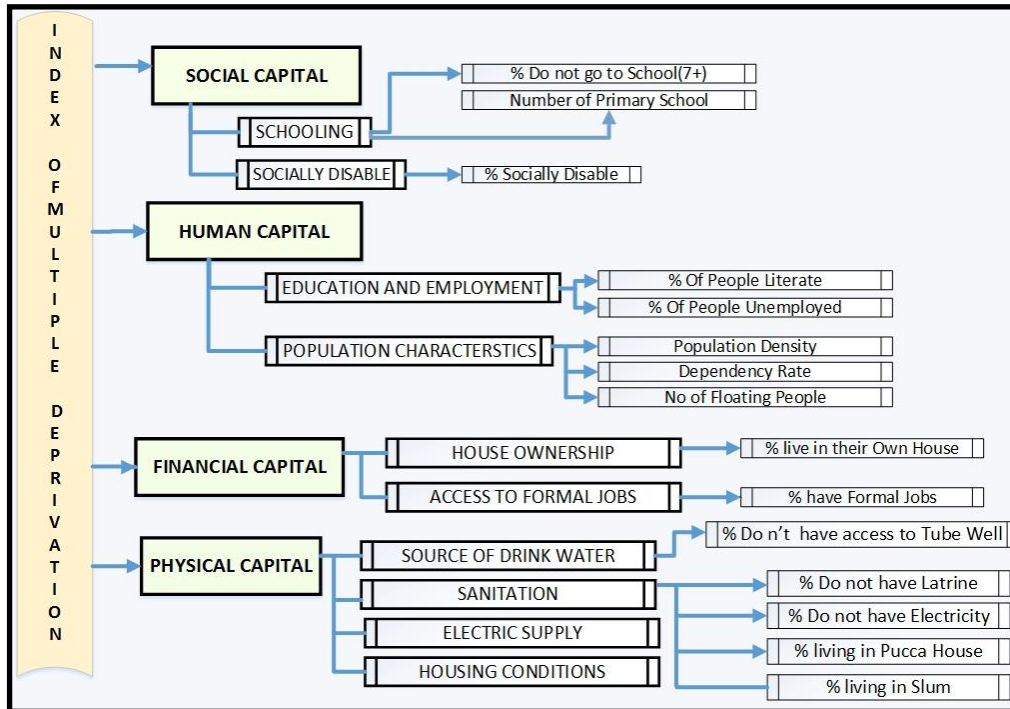 INDEX OFMULTIPLE DEPRIVATION
SOCIAL CAPITAL
% Do not go to School(7+)
Number of Primary School
SCHOOLING
SOCIALLY DISABLE
% Socially Disable
HUMAN CAPITAL
EDUCATION AND EMPLOYMENT
% Of People Literate
% Of People Unemployed
POPULATION CHARACTERSTICS
Population Density
Dependency Rate
No of Floating People
FINANCIAL CAPITAL
HOUSE OWNERSHIP
% live in their Own House
ACCESS TO FORMAL JOBS
% have Formal Jobs
PHYSICAL CAPITAL
SOURCE OF DRINK WATER
% Do n’t have access to Tube Well
SANITATION
% Do not have Latrine
ELECTRIC SUPPLY
% Do not have Electricity
HOUSING CONDITIONS
% living in Pucca House
% living in Slum